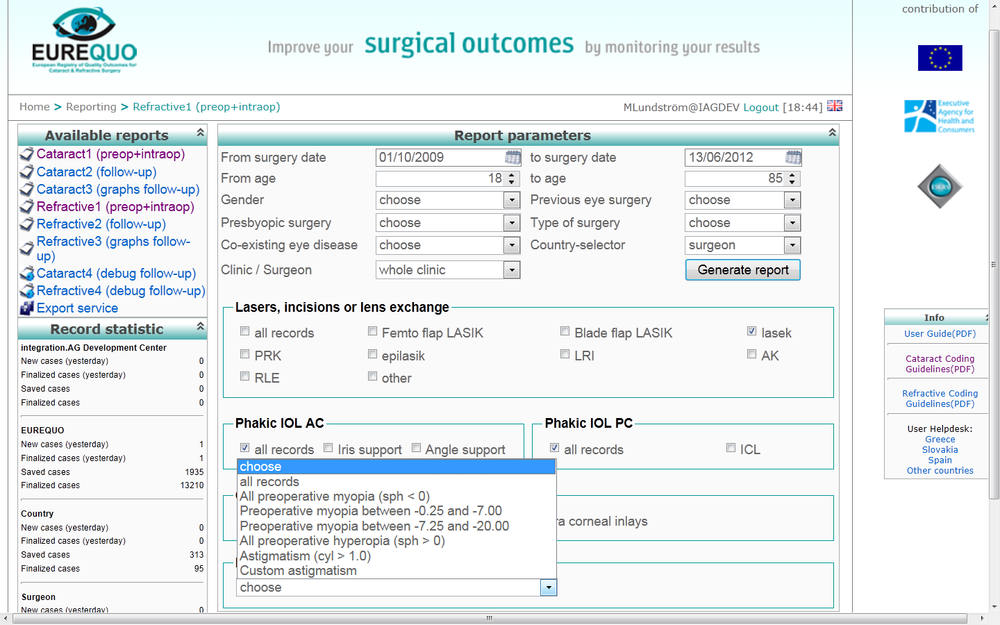 contribution of
EUREQUO
European Registry of Quality Outcomes for
Cataract & Refractive Surgery
Improve your surgical outcomes by monitoring your results
Home > Reporting > Refractive1 (preop+intraop)
MLundström@IAGDEV Logout [18:44]
Executive
Agency for
Health and
Consumers
ESCRS
Available reports
Cataract1 (preop+intraop)
Cataract2 (follow-up)
Cataract3 (graphs follow-up)
Refractive1 (preop+intraop)
Refractive2 (follow-up)
Refractive3 (graphs follow-
up)
Cataract4 (debug follow-up)
Refractive4 (debug follow-up)
Export service
Record statistic
integration.AG Development Center
New cases (yesterday) 0
Finalized cases (yesterday) 0
Saved cases 0
Finalized cases 0
EUREQUO
New cases (yesterday) 1
Finalized cases (yesterday) 1
Saved cases 1935
Finalized cases 13210
Country
New cases (yesterday) 0
Finalized cases (yesterday) 0
Saved cases 313
Finalized cases 95
Surgeon
New cases (yesterday) 0
Report parameters
From surgery date 01/10/2009 to surgery date 13/06/2012
From age 18 to age 85
Gender choose Previous eye surgery choose
Presbyopic surgery choose Type of surgery choose
Co-existing eye disease choose Country-selector surgeon
Clinic / Surgeon whole clinic Generate report
Lasers, incisions or lens exchange
all records Femto flap LASIK Blade flap LASIK lasek
PRK epilasik LRI AK
RLE other
Phakic IOL AC
all records Iris support Angle support
Phakic IOL PC
all records ICL
choose
all records
All preoperative myopia (sph < 0)
Preoperative myopia between -0.25 and -7.00
Preoperative myopia between -7.25 and -20.00
All preoperative hyperopia (sph > 0)
Astigmatism (cyl > 1.0)
Custom astigmatism
choose
ra corneal inlays
Info
User Guide(PDF)
Cataract Coding
Guidelines(PDF)
Refractive Coding
Guidelines(PDF)
User Helpdesk:
Greece
Slovakia
Spain
Other countries